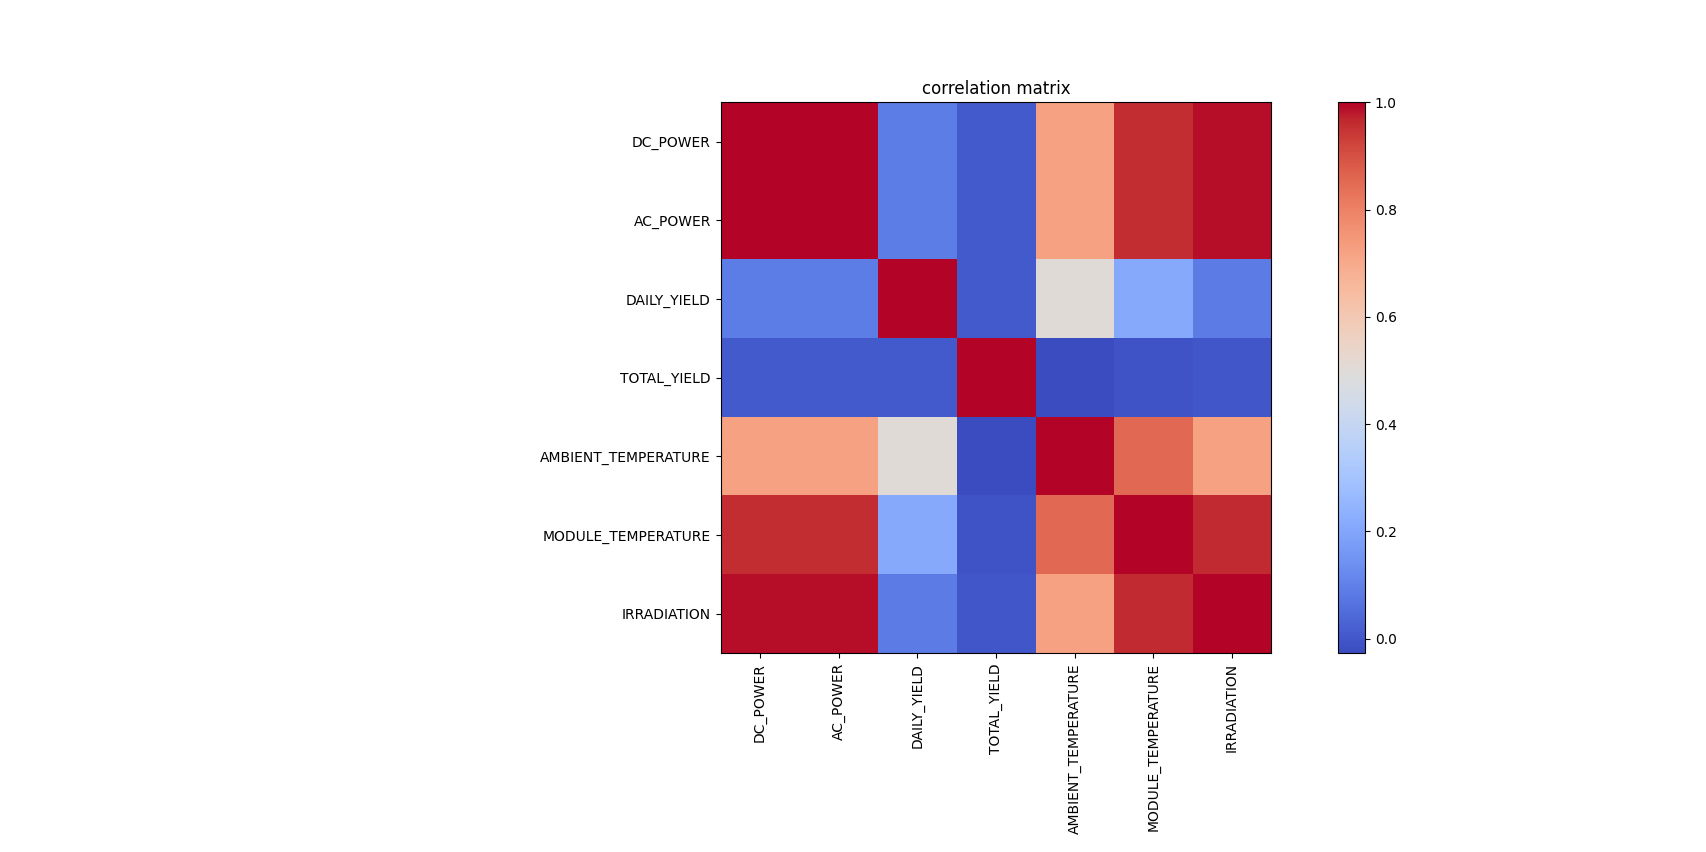 correlation matrix
DC_POWER
AC_POWER
DAILY_YIELD
TOTAL_YIELD
AMBIENT_TEMPERATURE
MODULE_TEMPERATURE
IRRADIATION
DC_POWER
AC_POWER
DAILY_YIELD
TOTAL_YIELD
AMBIENT_TEMPERATURE
MODULE_TEMPERATURE
IRRADIATION
1.0
0.8
0.6
0.4
0.2
0.0